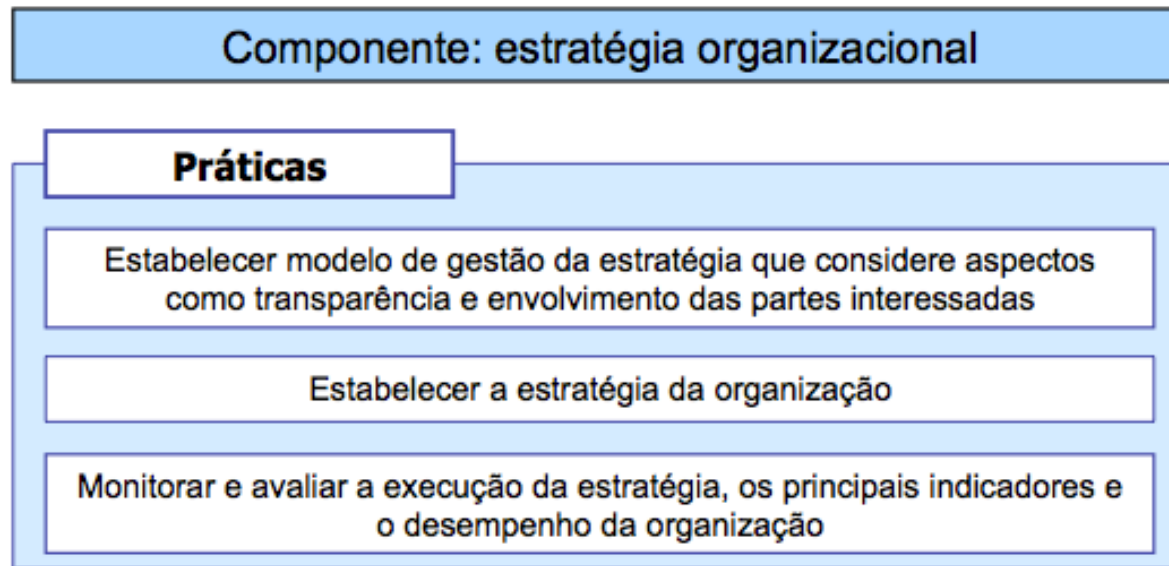 Componente: estratégia organizacional
Práticas
Estabelecer modelo de gestão da estratégia que considere aspectos
como transparência e envolvimento das partes interessadas
Estabelecer a estratégia da organização
Monitorar e avaliar a execução da estratégia, os principais indicadores e
o desempenho da organização